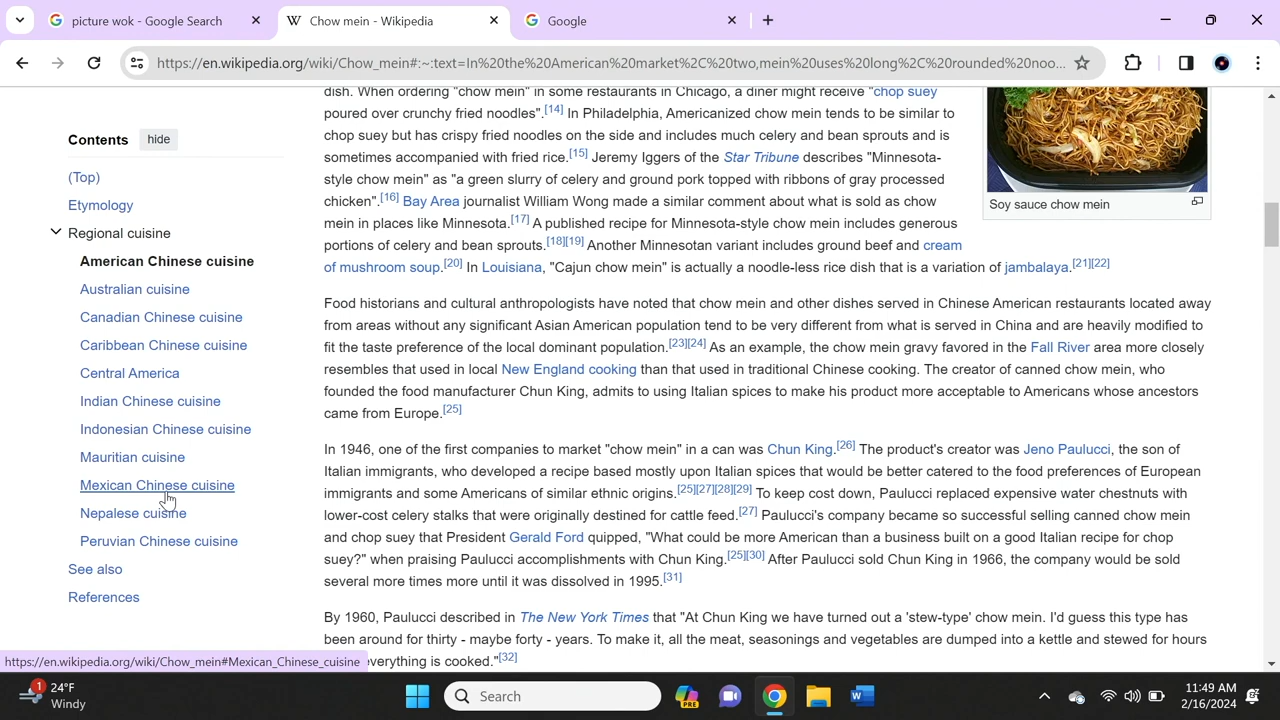 picture wok - Google Search
Chow mein - Wikipedia
Google
https://en.wikipedia.org/wiki/Chow_mein#:~:text=In%20the%20American%20market%2C%20two,mein%20uses%20long%2C%20rounded%20noo...
Contents hide
(Top)
Etymology
Regional cuisine
American Chinese cuisine
Australian cuisine
Canadian Chinese cuisine
Caribbean Chinese cuisine
Central America
Indian Chinese cuisine
Indonesian Chinese cuisine
Mauritian cuisine
Mexican Chinese cuisine
Nepalese cuisine
Peruvian Chinese cuisine
See also
References
dish. When ordering "chow mein" in some restaurants in Chicago, a diner might receive "chop suey
poured over crunchy fried noodles".[14] In Philadelphia, Americanized chow mein tends to be similar to
chop suey but has crispy fried noodles on the side and includes much celery and bean sprouts and is
sometimes accompanied with fried rice.[15] Jeremy Iggers of the Star Tribune describes "Minnesota-
style chow mein" as "a green slurry of celery and ground pork topped with ribbons of gray processed
chicken".[16] Bay Area journalist William Wong made a similar comment about what is sold as chow
mein in places like Minnesota.[17] A published recipe for Minnesota-style chow mein includes generous
portions of celery and bean sprouts.[18][19] Another Minnesotan variant includes ground beef and cream
of mushroom soup.[20] In Louisiana, "Cajun chow mein" is actually a noodle-less rice dish that is a variation of jambalaya.[21][22]
Soy sauce chow mein
Food historians and cultural anthropologists have noted that chow mein and other dishes served in Chinese American restaurants located away
from areas without any significant Asian American population tend to be very different from what is served in China and are heavily modified to
fit the taste preference of the local dominant population.[23][24] As an example, the chow mein gravy favored in the Fall River area more closely
resembles that used in local New England cooking than that used in traditional Chinese cooking. The creator of canned chow mein, who
founded the food manufacturer Chun King, admits to using Italian spices to make his product more acceptable to Americans whose ancestors
came from Europe.[25]
In 1946, one of the first companies to market "chow mein" in a can was Chun King.[26] The product's creator was Jeno Paulucci, the son of
Italian immigrants, who developed a recipe based mostly upon Italian spices that would be better catered to the food preferences of European
immigrants and some Americans of similar ethnic origins.[25][27][28][29] To keep cost down, Paulucci replaced expensive water chestnuts with
lower-cost celery stalks that were originally destined for cattle feed.[27] Paulucci's company became so successful selling canned chow mein
and chop suey that President Gerald Ford quipped, "What could be more American than a business built on a good Italian recipe for chop
suey?" when praising Paulucci accomplishments with Chun King.[25][30] After Paulucci sold Chun King in 1966, the company would be sold
several more times more until it was dissolved in 1995.[31]
By 1960, Paulucci described in The New York Times that "At Chun King we have turned out a 'stew-type' chow mein. I'd guess this type has
been around for thirty - maybe forty - years. To make it, all the meat, seasonings and vegetables are dumped into a kettle and stewed for hours
everything is cooked."[32]
https://en.wikipedia.org/wiki/Chow_mein#Mexican_Chinese_cuisine
1
24°F
Windy
Search
PRE
11:49 AM
2/16/2024